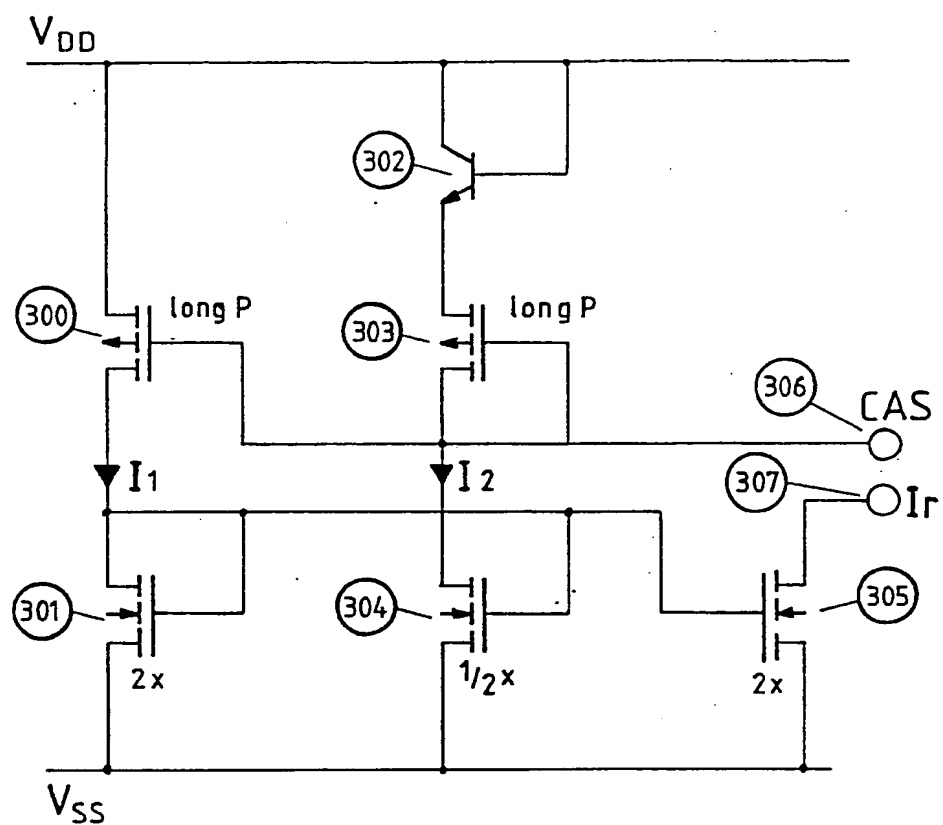 VDD
302
long P
long P
300
303
306
CAS
I1
I2
307
Ir
301
304
305
2x
1/2x
2x
VSS